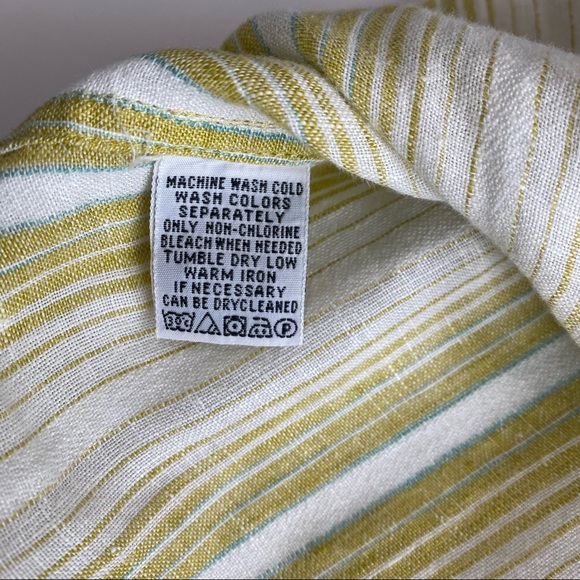 MACHINE WASH COLD
WASH COLORS
SEPARATELY
ONLY NON-CHLORINE
BLEACH WHEN NEEDED
TUMBLE DRY LOW
WARM IRON
IF NECESSARY
CAN BE DRYCLEANED
30C P